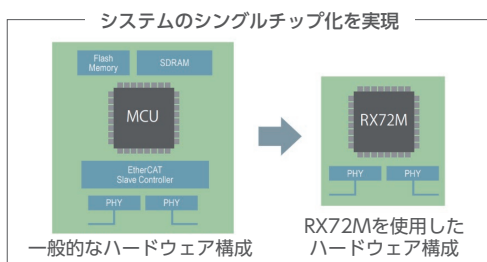 システムのシングルチップ化を実現
Flash
Memory
SDRAM
MCU
EtherCAT
Slave Controller
PHY
PHY
一般的なハードウェア構成
RX72M
PHY
PHY
RX72Mを使用した
ハードウェア構成